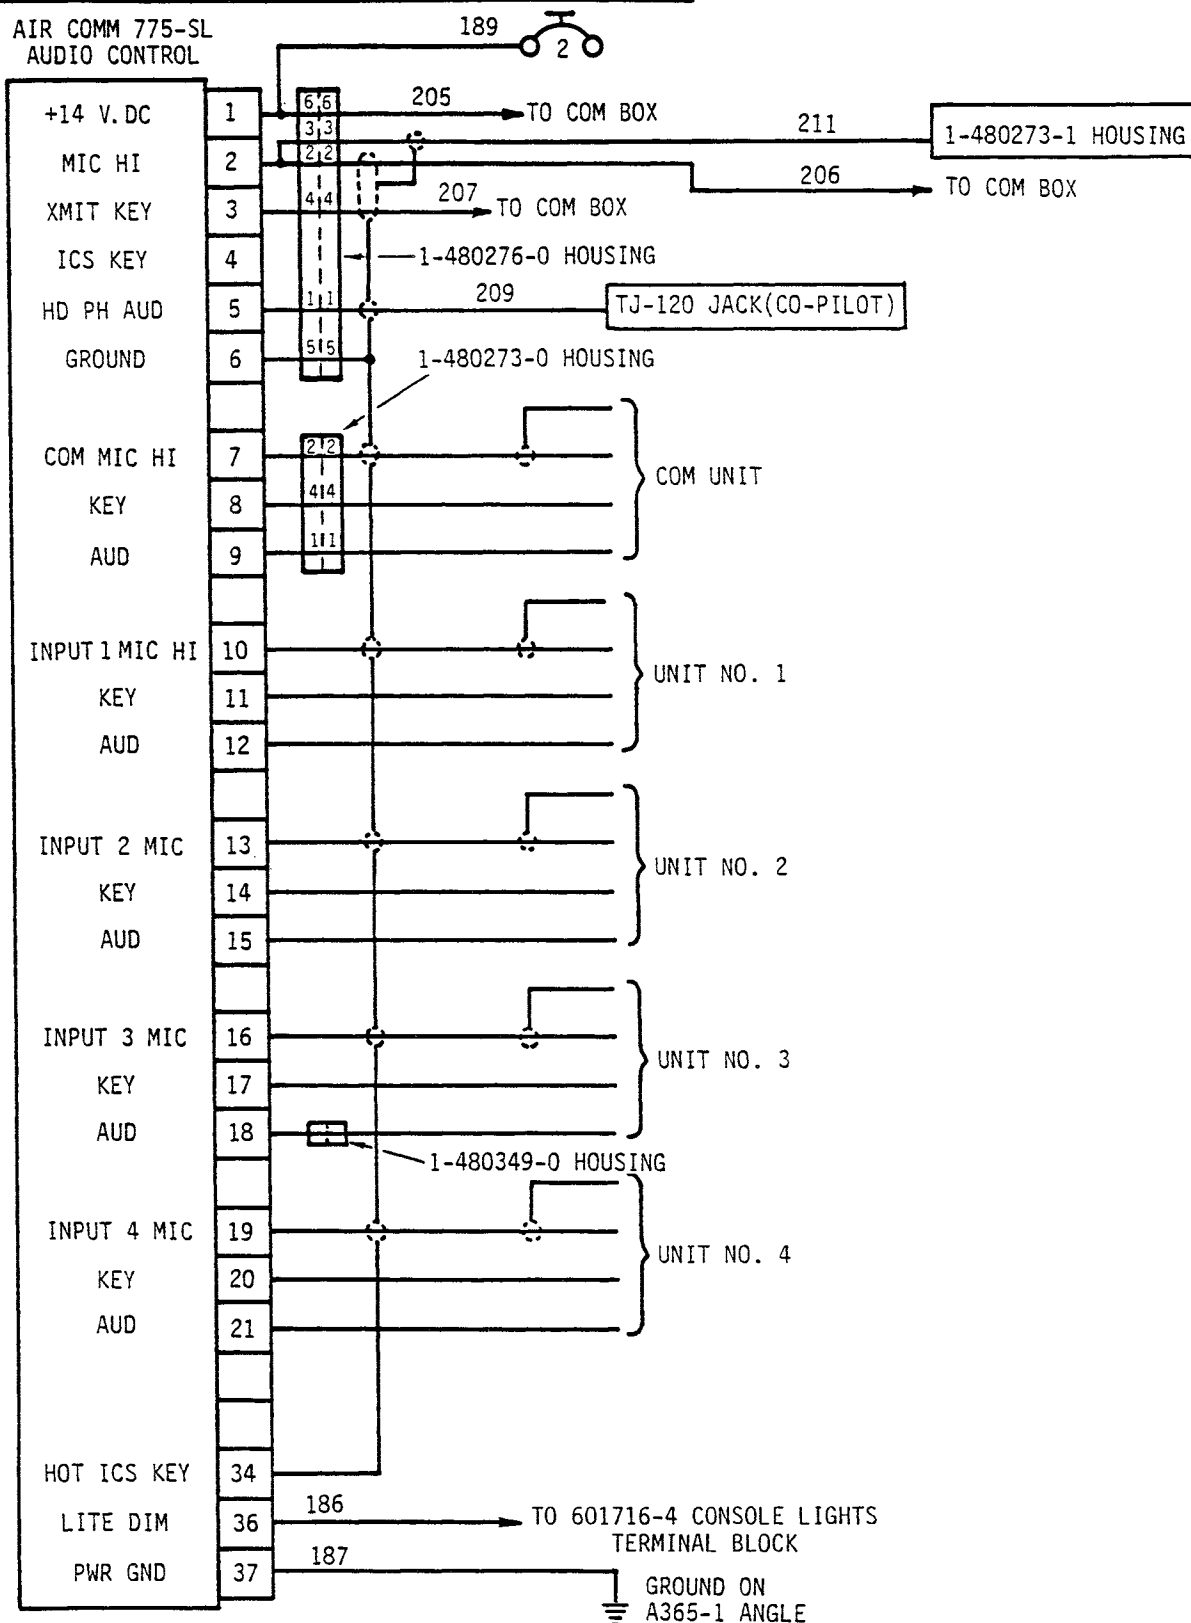 AIR COMM 775-SL
AUDIO CONTROL
189
2
+14 V.DC 1 6 6 205 TO COM BOX
3 3 211 1-480273-1 HOUSING
MIC HI 2 2 2 206 TO COM BOX
XMIT KEY 3 4 4 207 TO COM BOX
ICS KEY 4 1-480276-0 HOUSING
HD PH AUD 5 1 1 209 TJ-120 JACK(CO-PILOT)
GROUND 6 5 5 1-480273-0 HOUSING
COM MIC HI 7 2 2
COM UNIT
KEY 8 4 4
AUD 9 1 1
INPUT 1 MIC HI 10
UNIT NO. 1
KEY 11
AUD 12
INPUT 2 MIC 13
UNIT NO. 2
KEY 14
AUD 15
INPUT 3 MIC 16
UNIT NO. 3
KEY 17
AUD 18
1-480349-0 HOUSING
INPUT 4 MIC 19
UNIT NO. 4
KEY 20
AUD 21
HOT ICS KEY 34
LITE DIM 36 186 TO 601716-4 CONSOLE LIGHTS
TERMINAL BLOCK
PWR GND 37 187
GROUND ON
A365-1 ANGLE